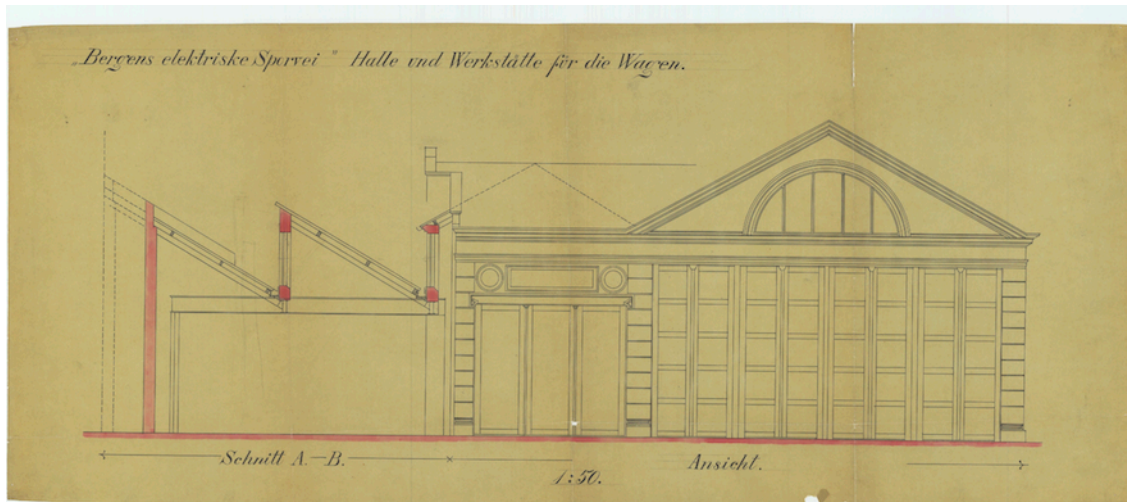 „Bergens elektriske Sporvei“ Halle und Werkstätte für die Wagen.
Schnitt A.–B.
Ansicht.
1:50.